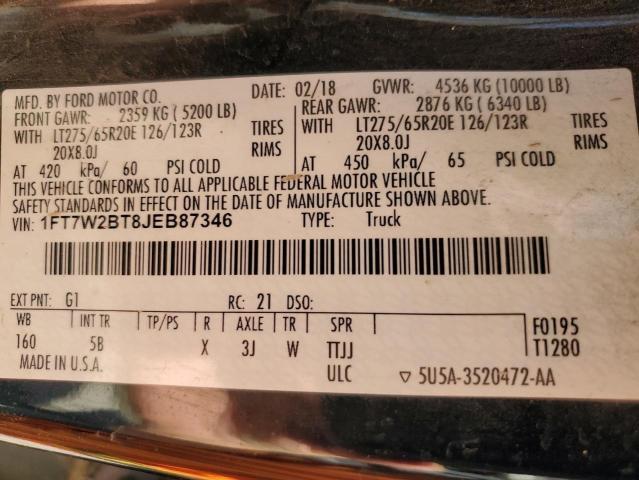 MFD. BY FORD MOTOR CO.
DATE: 02/18 GVWR: 4536 KG (10000 LB)
FRONT GAWR: 2359 KG (5200 LB)
REAR GAWR: 2876 KG (6340 LB)
WITH LT275/65R20E 126/123R TIRES
WITH LT275/65R20E 126/123R TIRES
20X8.0J RIMS
20X8.0J RIMS
AT 420 kPa/ 60 PSI COLD
AT 450 kPa/ 65 PSI COLD
THIS VEHICLE CONFORMS TO ALL APPLICABLE FEDERAL MOTOR VEHICLE
SAFETY STANDARDS IN EFFECT ON THE DATE OF MANUFACTURE SHOWN ABOVE.
VIN: 1FT7W2BT8JEB87346 TYPE: Truck
EXT PNT: G1 RC: 21 DSO:
WB INT TR TP/PS R AXLE TR SPR F0195
160 5B X 3J W TTJJ T1280
MADE IN U.S.A. ULC ▽ 5U5A-3520472-AA